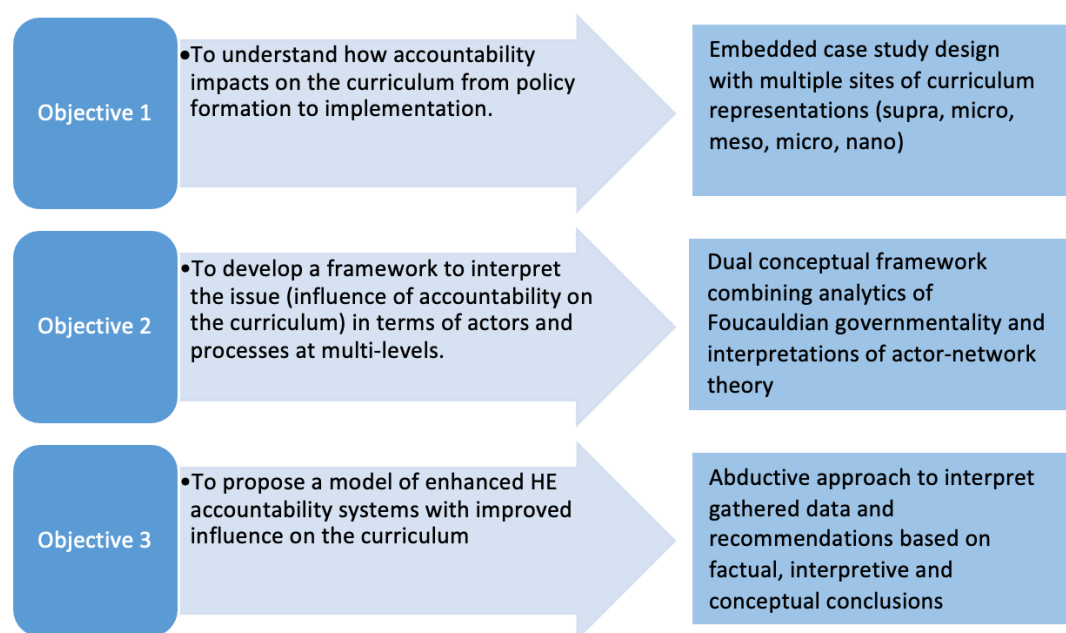 Objective 1
•To understand how accountability
impacts on the curriculum from policy
formation to implementation.
Embedded case study design
with multiple sites of curriculum
representations (supra, micro,
meso, micro, nano)
Objective 2
•To develop a framework to interpret
the issue (influence of accountability on
the curriculum) in terms of actors and
processes at multi-levels.
Dual conceptual framework
combining analytics of
Foucauldian governmentality and
interpretations of actor-network
theory
Objective 3
•To propose a model of enhanced HE
accountability systems with improved
influence on the curriculum
Abductive approach to interpret
gathered data and
recommendations based on
factual, interpretive and
conceptual conclusions